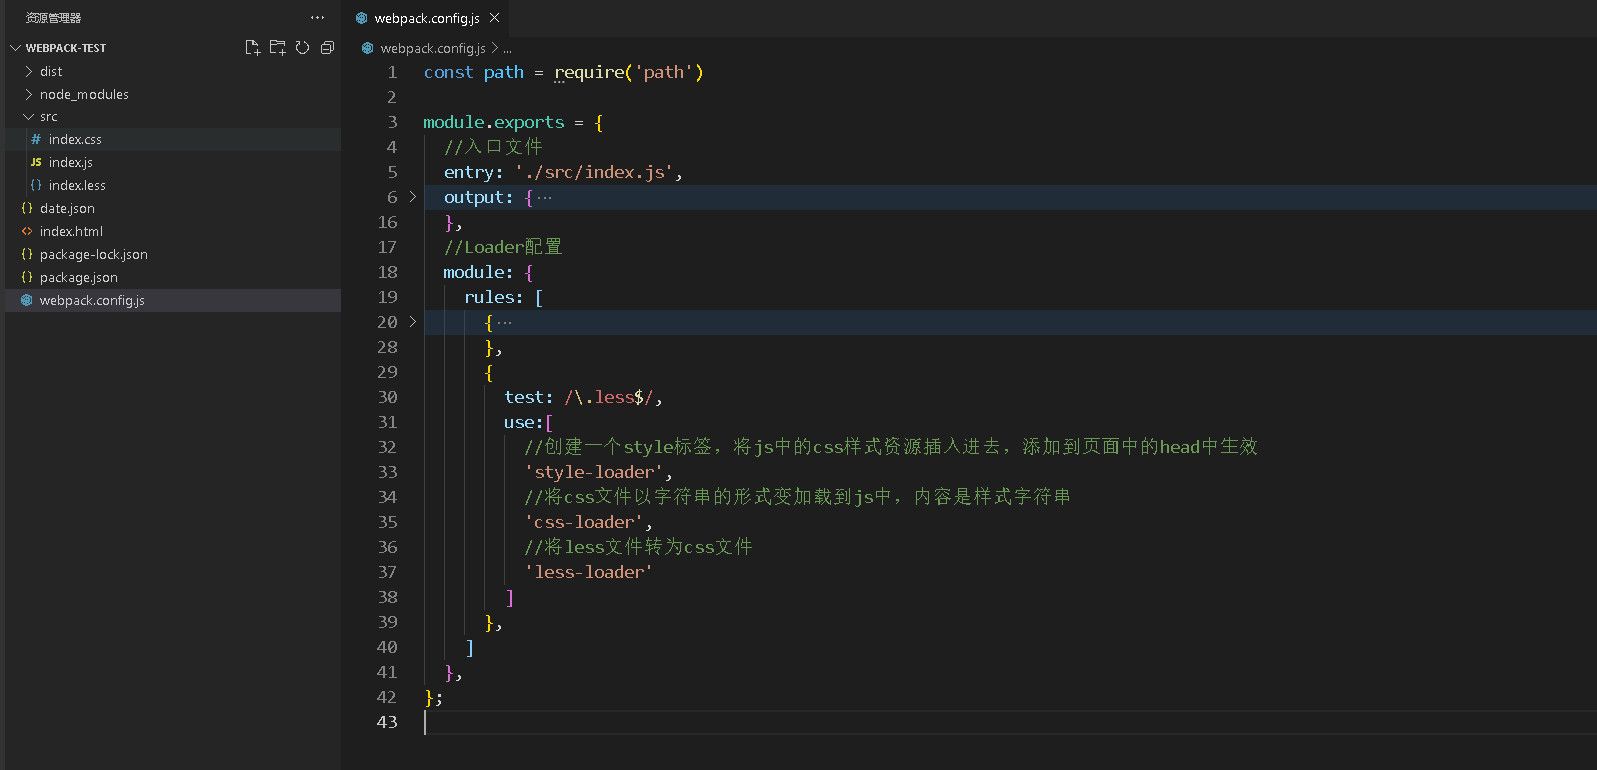 资源管理器
WEBPACK-TEST
dist
node_modules
src
# index.css
JS index.js
{} index.less
{} date.json
<> index.html
{} package-lock.json
{} package.json
webpack.config.js
webpack.config.js ×
webpack.config.js > ...
1 const path = require('path')
2
3 module.exports = {
4 //入口文件
5 entry: './src/index.js',
6 output: {···
16 },
17 //Loader配置
18 module: {
19 rules: [
20 {···
28 },
29 {
30 test: /\.less$/,
31 use:[
32 //创建一个style标签，将js中的css样式资源插入进去，添加到页面中的head中生效
33 'style-loader',
34 //将css文件以字符串的形式变加载到js中，内容是样式字符串
35 'css-loader',
36 //将less文件转为css文件
37 'less-loader'
38 ]
39 },
40 ]
41 },
42 };
43